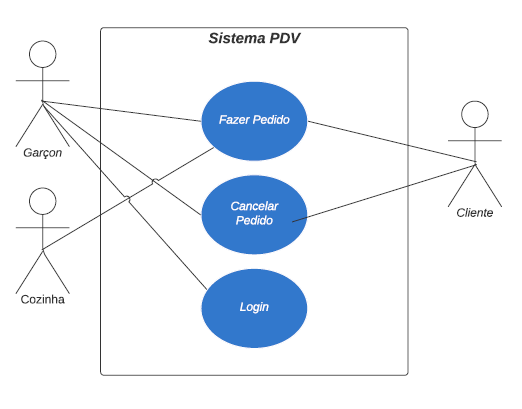 Sistema PDV
Fazer Pedido
Garçon
Cancelar
Pedido
Cliente
Cozinha
Login